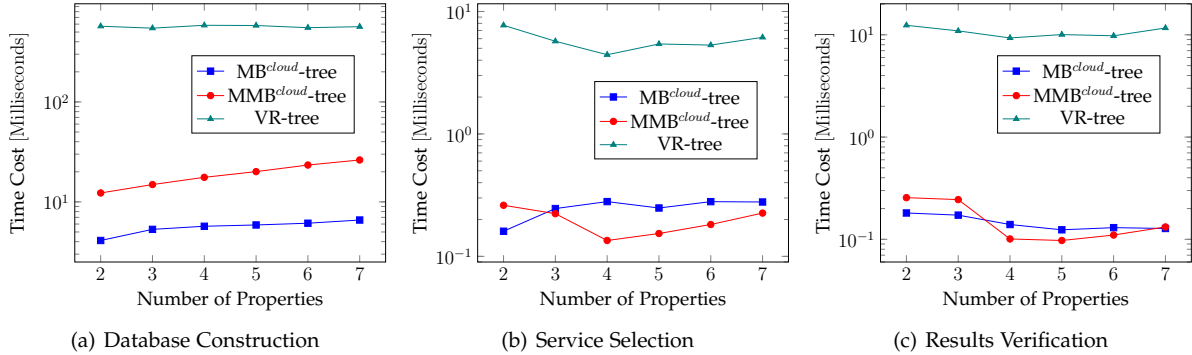 Time Cost [Milliseconds]
10^2
10^1
MB^cloud-tree
MMB^cloud-tree
VR-tree
2 3 4 5 6 7
Number of Properties
(a) Database Construction
Time Cost [Milliseconds]
10^1
10^0
10^−1
MB^cloud-tree
MMB^cloud-tree
VR-tree
2 3 4 5 6 7
Number of Properties
(b) Service Selection
Time Cost [Milliseconds]
10^1
10^0
10^−1
MB^cloud-tree
MMB^cloud-tree
VR-tree
2 3 4 5 6 7
Number of Properties
(c) Results Verification